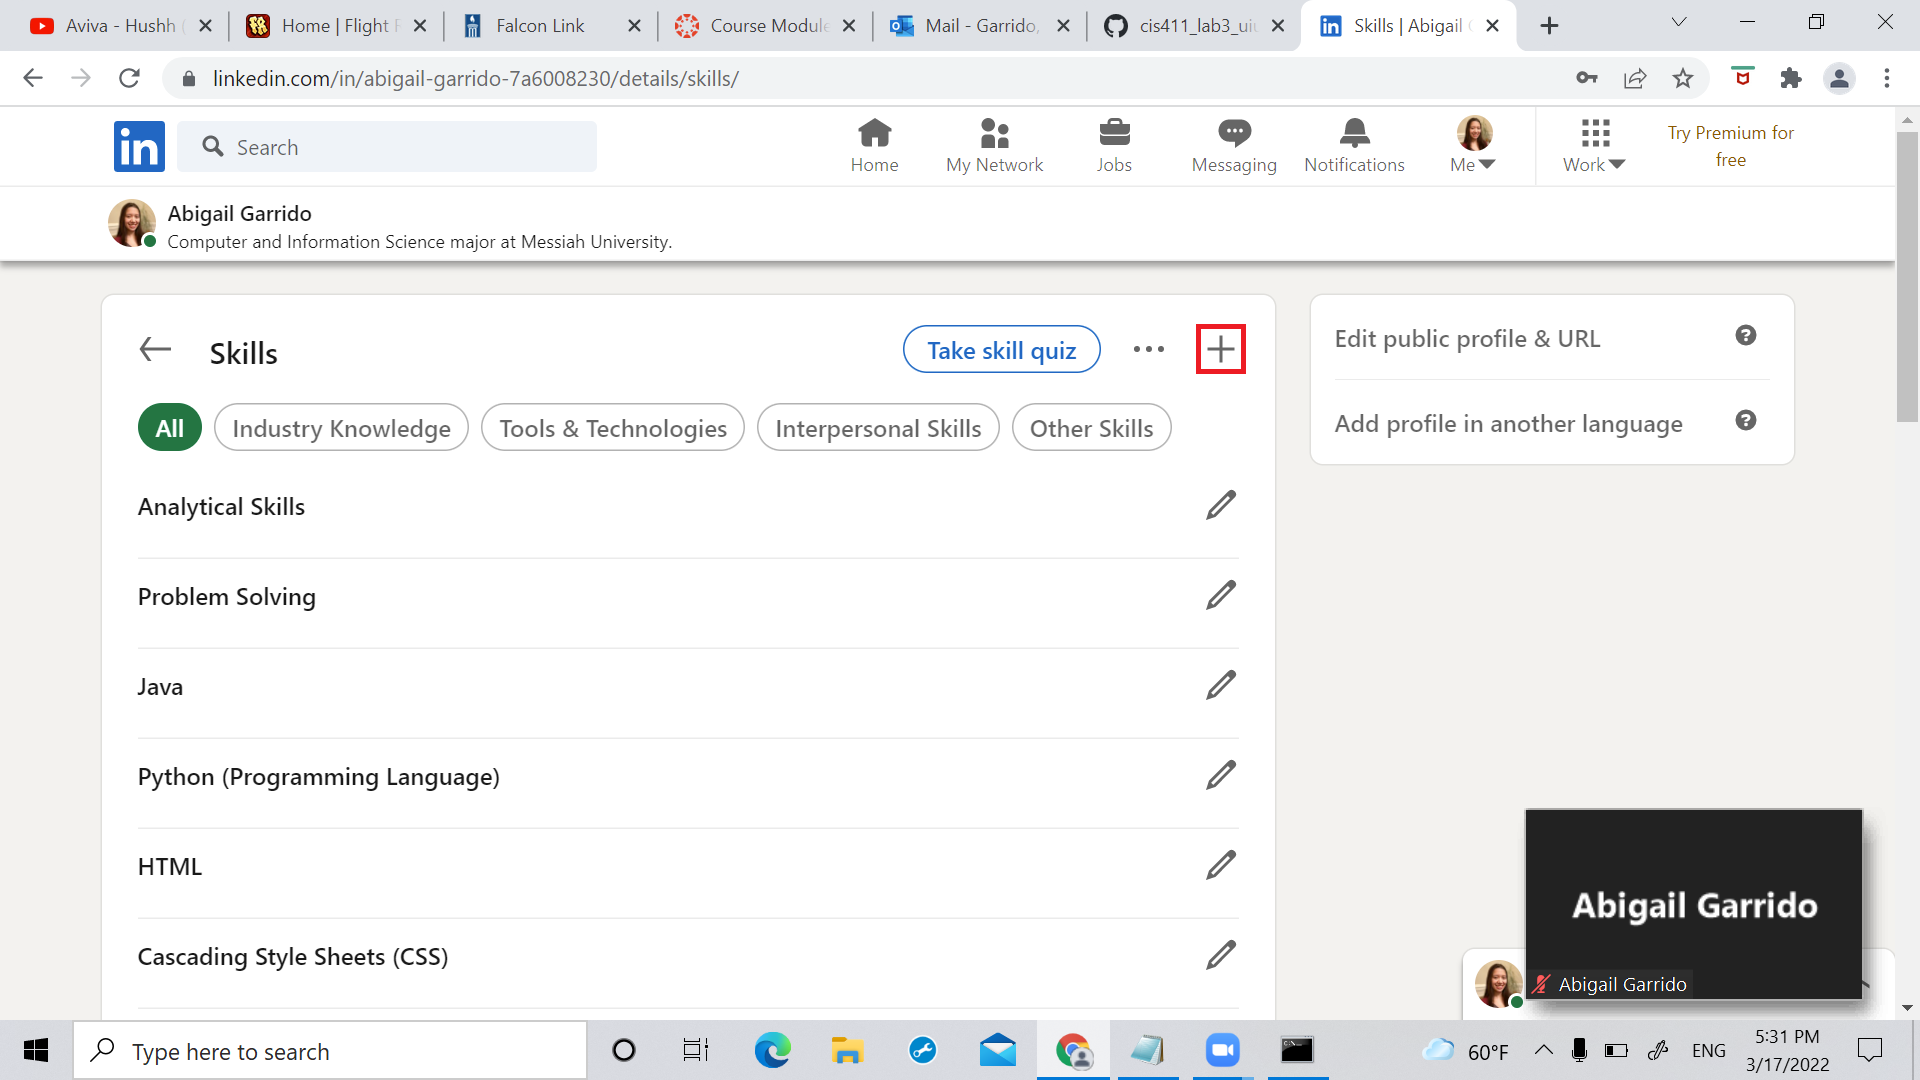 Aviva - Hushh (
Home | Flight F
Falcon Link
Course Module
Mail - Garrido,
cis411_lab3_uiu
Skills | Abigail G
linkedin.com/in/abigail-garrido-7a6008230/details/skills/
in
Search
Home
My Network
Jobs
Messaging
Notifications
Me
Work
Try Premium for
free
Abigail Garrido
Computer and Information Science major at Messiah University.
Skills
Take skill quiz
Edit public profile & URL
Add profile in another language
All
Industry Knowledge
Tools & Technologies
Interpersonal Skills
Other Skills
Analytical Skills
Problem Solving
Java
Python (Programming Language)
HTML
Cascading Style Sheets (CSS)
Abigail Garrido
Abigail Garrido
Type here to search
60°F
ENG
5:31 PM
3/17/2022